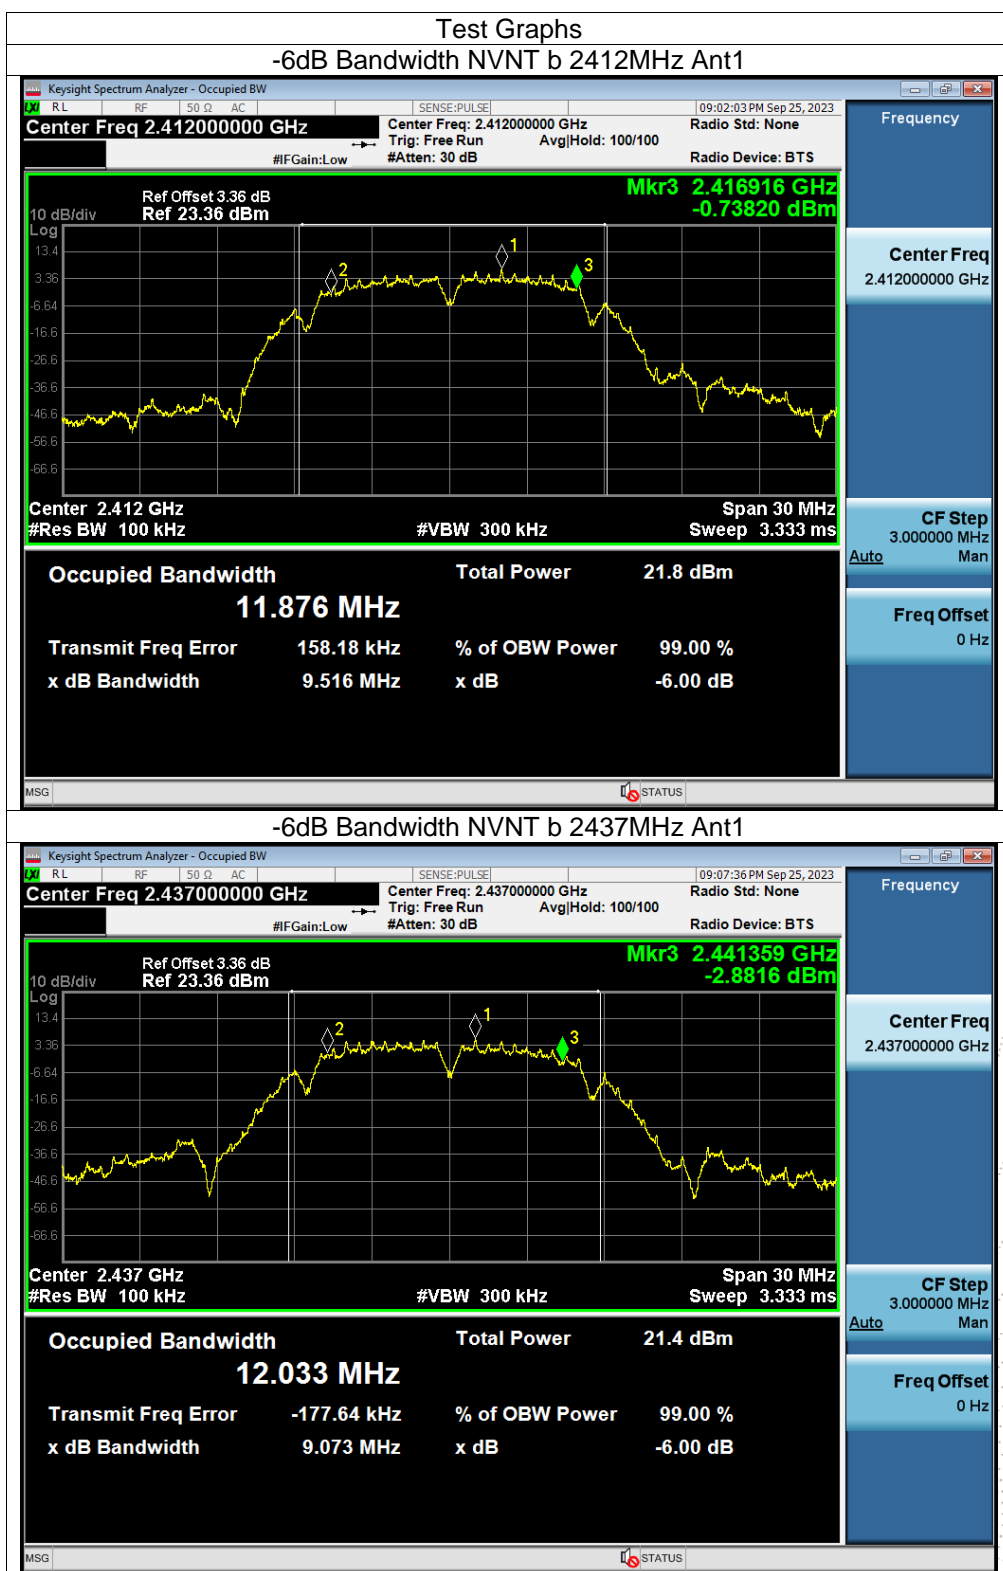 Test Graphs
-6dB Bandwidth NVNT b 2412MHz Ant1
Keysight Spectrum Analyzer - Occupied BW
LXI RL RF 50 Ω AC SENSE:PULSE 09:02:03 PM Sep 25, 2023
Center Freq 2.412000000 GHz Center Freq: 2.412000000 GHz Radio Std: None
Trig: Free Run Avg|Hold: 100/100
#IFGain:Low #Atten: 30 dB Radio Device: BTS
Frequency
Mkr3 2.416916 GHz
-0.73820 dBm
Ref Offset 3.36 dB
10 dB/div Ref 23.36 dBm
Log
13.4
3.36
-6.64
-16.6
-26.6
-36.6
-46.6
-56.6
-66.6
1
2
3
Center 2.412 GHz Span 30 MHz
#Res BW 100 kHz #VBW 300 kHz Sweep 3.333 ms
Center Freq
2.412000000 GHz
CF Step
3.000000 MHz
Auto Man
Freq Offset
0 Hz
Occupied Bandwidth Total Power 21.8 dBm
11.876 MHz
Transmit Freq Error 158.18 kHz % of OBW Power 99.00 %
x dB Bandwidth 9.516 MHz x dB -6.00 dB
MSG STATUS
-6dB Bandwidth NVNT b 2437MHz Ant1
Keysight Spectrum Analyzer - Occupied BW
LXI RL RF 50 Ω AC SENSE:PULSE 09:07:36 PM Sep 25, 2023
Center Freq 2.437000000 GHz Center Freq: 2.437000000 GHz Radio Std: None
Trig: Free Run Avg|Hold: 100/100
#IFGain:Low #Atten: 30 dB Radio Device: BTS
Frequency
Mkr3 2.441359 GHz
-2.8816 dBm
Ref Offset 3.36 dB
10 dB/div Ref 23.36 dBm
Log
13.4
3.36
-6.64
-16.6
-26.6
-36.6
-46.6
-56.6
-66.6
1
2
3
Center 2.437 GHz Span 30 MHz
#Res BW 100 kHz #VBW 300 kHz Sweep 3.333 ms
Center Freq
2.437000000 GHz
CF Step
3.000000 MHz
Auto Man
Freq Offset
0 Hz
Occupied Bandwidth Total Power 21.4 dBm
12.033 MHz
Transmit Freq Error -177.64 kHz % of OBW Power 99.00 %
x dB Bandwidth 9.073 MHz x dB -6.00 dB
MSG STATUS